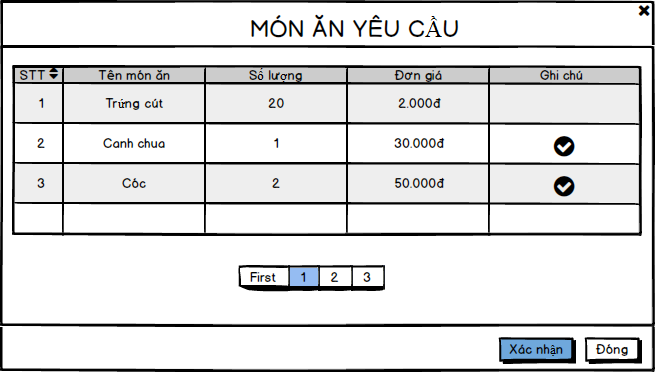 MÓN ĂN YÊU CẦU
STT Tên món ăn Số lượng Đơn giá Ghi chú
1 Trứng cút 20 2.000đ
2 Canh chua 1 30.000đ
3 Cóc 2 50.000đ
First 1 2 3
Xác nhận Đóng